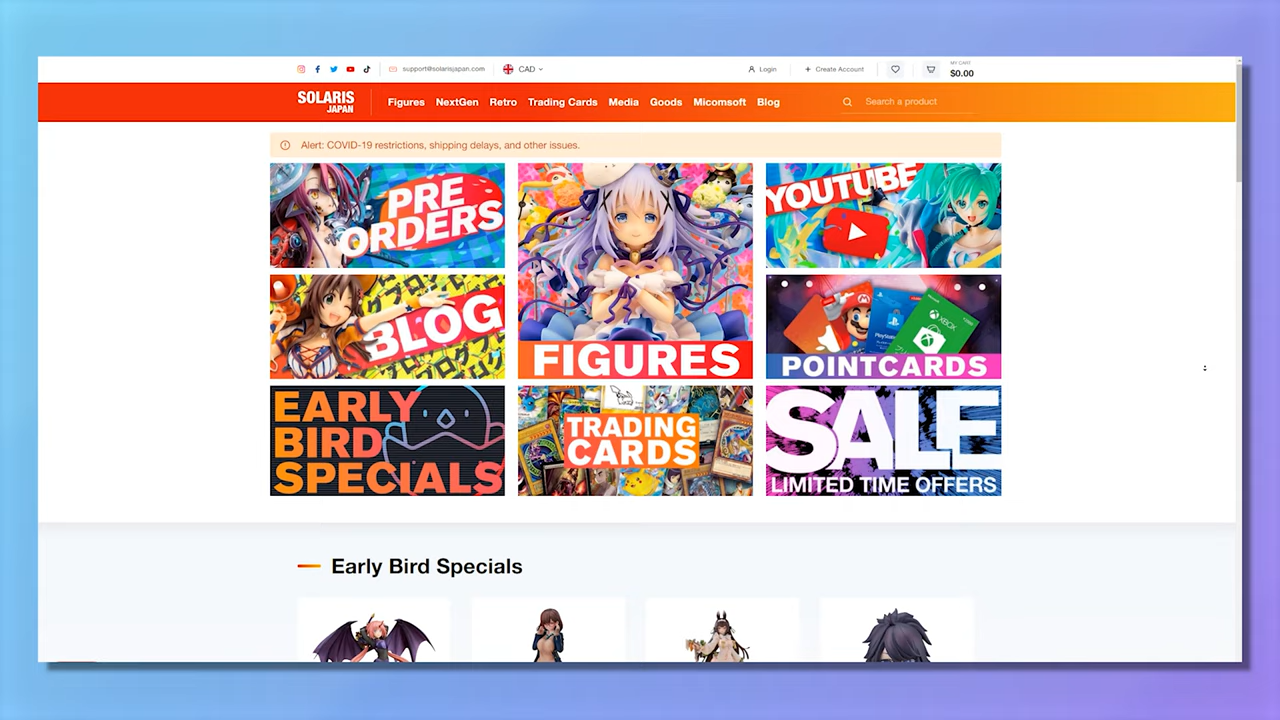 support@solarisjapan.com
CAD
Login
Create Account
MY CART
$0.00
SOLARIS
JAPAN
Figures
NextGen
Retro
Trading Cards
Media
Goods
Micomsoft
Blog
Search a product
Alert: COVID-19 restrictions, shipping delays, and other issues.
PRE
ORDERS
FIGURES
YOUTUBE
BLOG
POINTCARDS
EARLY
BIRD
SPECIALS
TRADING
CARDS
SALE
LIMITED TIME OFFERS
Early Bird Specials